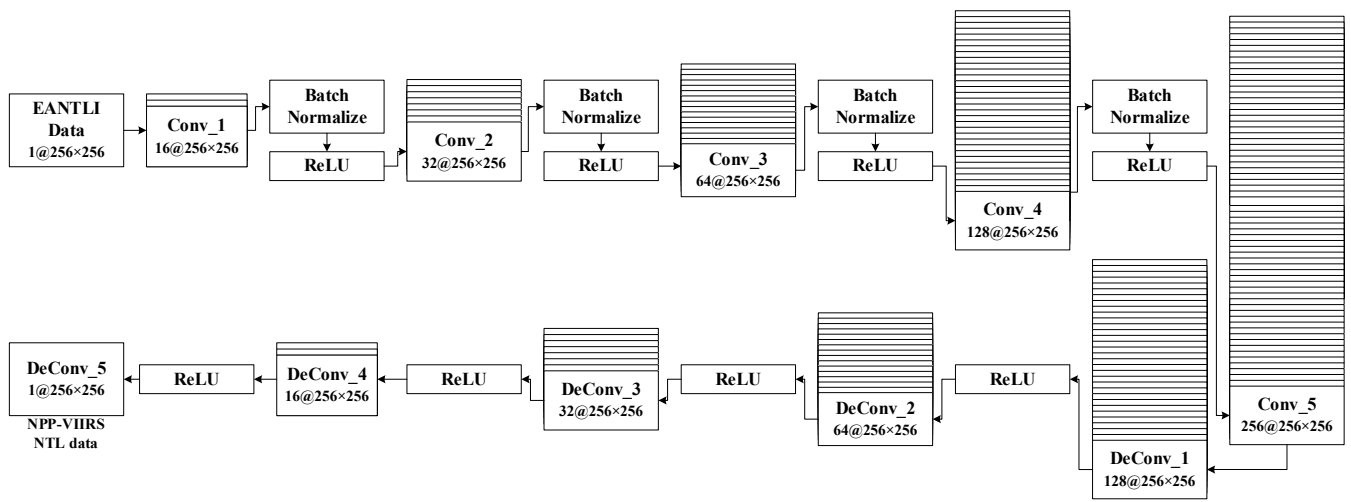 EANTLI
Data
1@256×256
Conv_1
16@256×256
Batch
Normalize
ReLU
Conv_2
32@256×256
Batch
Normalize
ReLU
Conv_3
64@256×256
Batch
Normalize
ReLU
Conv_4
128@256×256
Batch
Normalize
ReLU
Conv_5
256@256×256
DeConv_1
128@256×256
ReLU
DeConv_2
64@256×256
ReLU
DeConv_3
32@256×256
ReLU
DeConv_4
16@256×256
ReLU
DeConv_5
1@256×256
NPP-VIIRS
NTL data